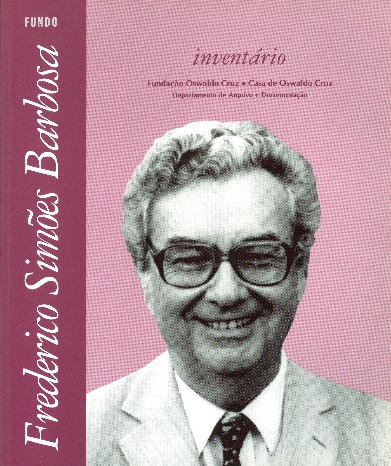 FUNDO
Frederico Simões Barbosa
inventário
Fundação Oswaldo Cruz • Casa de Oswaldo Cruz
Departamento de Arquivo e Documentação